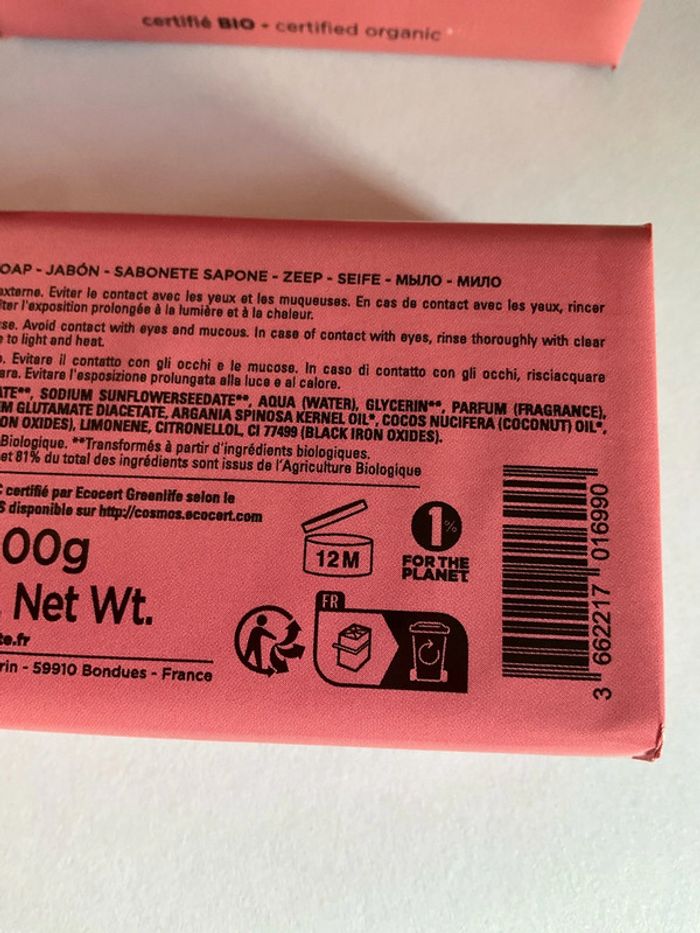 certifié BIO - certified organic
OAP - JABÓN - SABONETE SAPONE - ZEEP - SEIFE - МЫЛО - МИЛО
externe. Eviter le contact avec les yeux et les muqueuses. En cas de contact avec les yeux, rincer
iter l'exposition prolongée à la lumière et à la chaleur.
se. Avoid contact with eyes and mucous. In case of contact with eyes, rinse thoroughly with clear
e to light and heat.
o. Evitare il contatto con gli occhi e le mucose. In caso di contatto con gli occhi, risciacquare
ara. Evitare l'esposizione prolungata alla luce e al calore.
ATE**, SODIUM SUNFLOWERSEEDATE**, AQUA (WATER), GLYCERIN**, PARFUM (FRAGRANCE),
M GLUTAMATE DIACETATE, ARGANIA SPINOSA KERNEL OIL*, COCOS NUCIFERA (COCONUT) OIL*,
ON OXIDES), LIMONENE, CITRONELLOL, CI 77499 (BLACK IRON OXIDES).
Biologique. **Transformés à partir d'ingrédients biologiques.
et 81% du total des ingrédients sont issus de l'Agriculture Biologique
C certifié par Ecocert Greenlife selon le
S disponible sur http://cosmos.ecocert.com
00g
Net Wt.
te.fr
rin - 59910 Bondues - France
12 M
1%
FOR THE
PLANET
FR
3 662217 016990